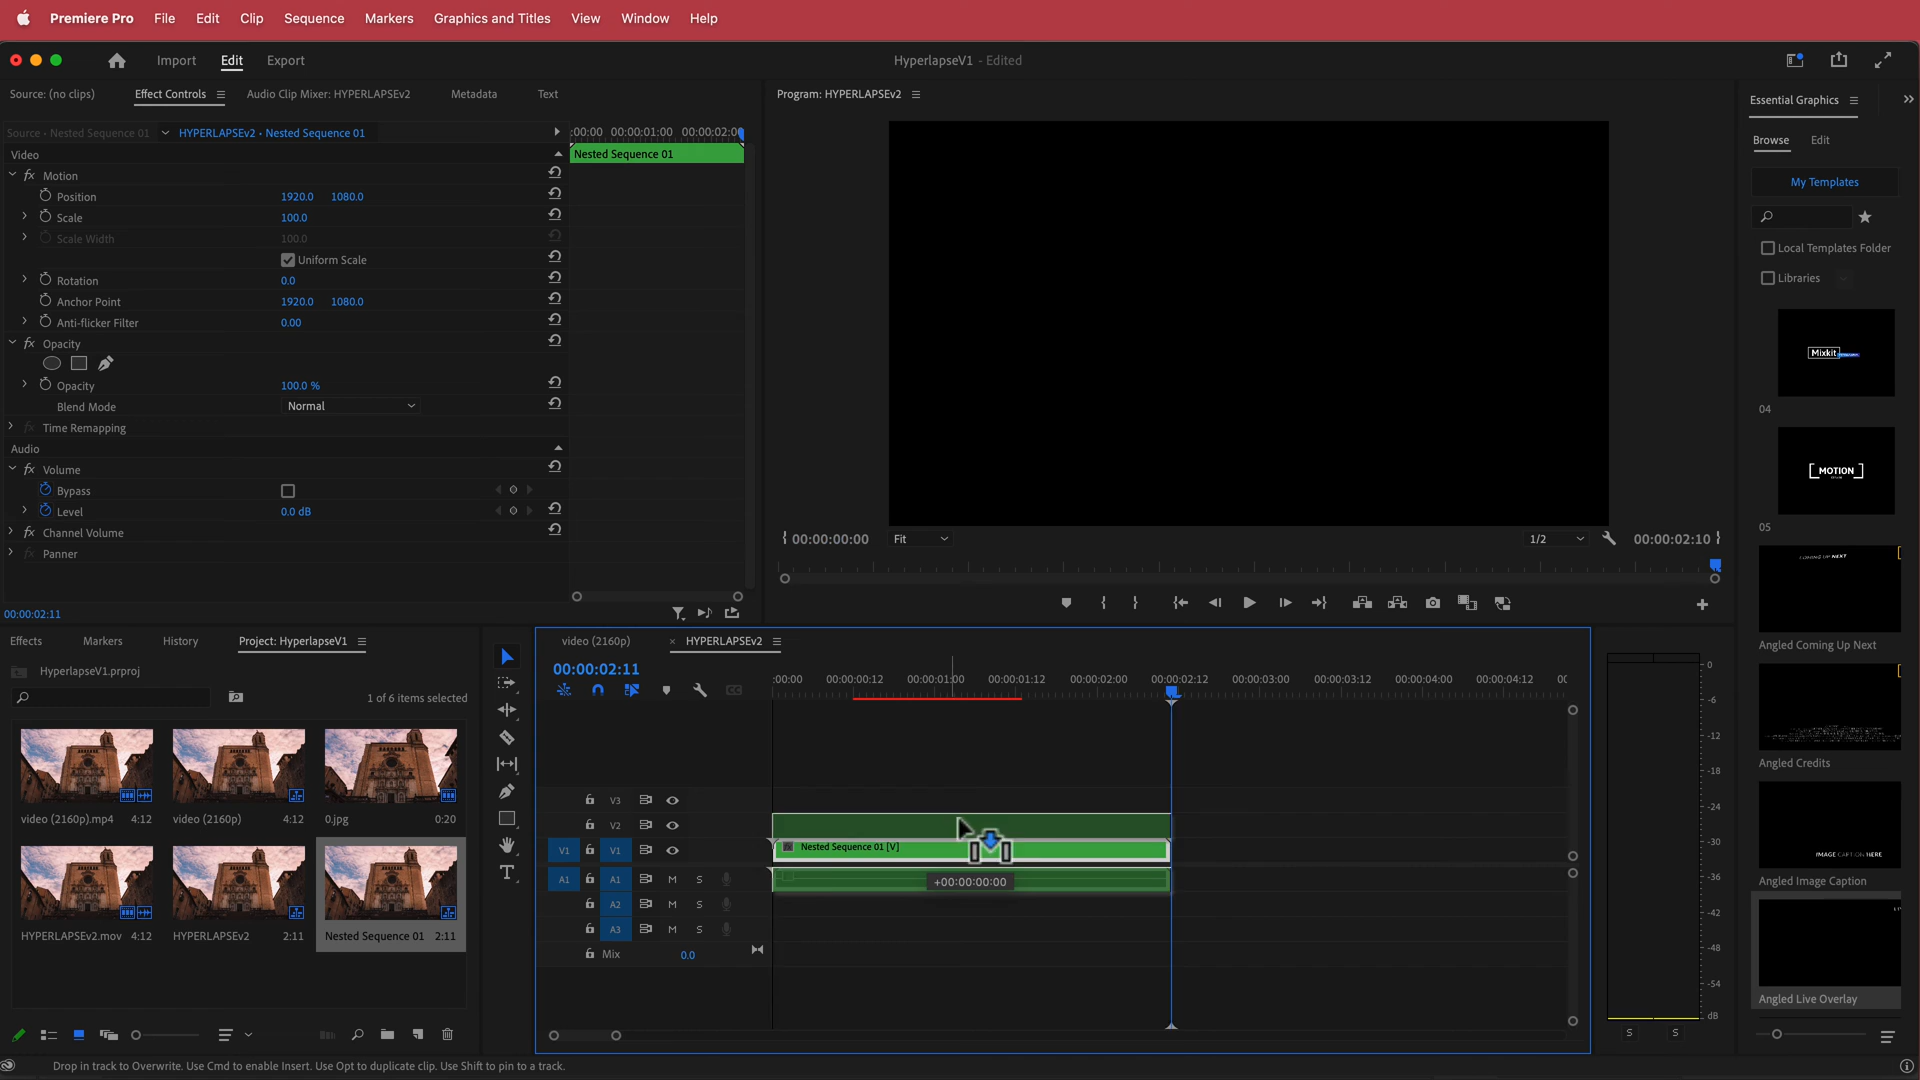 Premiere Pro File Edit Clip Sequence Markers Graphics and Titles View Window Help
Import Edit Export
HyperlapseV1 - Edited
Source: (no clips) Effect Controls Audio Clip Mixer: HYPERLAPSEv2 Metadata Text
Source • Nested Sequence 01 HYPERLAPSEv2 • Nested Sequence 01
:00:00 00:00:01:00 00:00:02:00
Video
Nested Sequence 01
fx Motion
Position 1920.0 1080.0
Scale 100.0
Scale Width 100.0
Uniform Scale
Rotation 0.0
Anchor Point 1920.0 1080.0
Anti-flicker Filter 0.00
fx Opacity
Opacity 100.0 %
Blend Mode Normal
fx Time Remapping
Audio
fx Volume
Bypass
Level 0.0 dB
fx Channel Volume
fx Panner
00:00:02:11
Program: HYPERLAPSEv2
00:00:00:00 Fit 1/2 00:00:02:10
Essential Graphics
Browse Edit
My Templates
Local Templates Folder
Libraries
Mixkit
04
MOTION
05
COMING UP NEXT
Angled Coming Up Next
Angled Credits
IMAGE CAPTION HERE
Angled Image Caption
Angled Live Overlay
Effects Markers History Project: HyperlapseV1
HyperlapseV1.prproj
1 of 6 items selected
video (2160p).mp4 4:12
video (2160p) 4:12
0.jpg 0:20
HYPERLAPSEv2.mov 4:12
HYPERLAPSEv2 2:11
Nested Sequence 01 2:11
video (2160p) × HYPERLAPSEv2
00:00:02:11
:00:00 00:00:00:12 00:00:01:00 00:00:01:12 00:00:02:00 00:00:02:12 00:00:03:00 00:00:03:12 00:00:04:00 00:00:04:12 00
V3
V2
V1 V1
fx Nested Sequence 01 [V]
A1 A1 M S
+00:00:00:00
A2 M S
A3 M S
Mix 0.0
0
-6
-12
-18
-24
-30
-36
-42
-48
-54
dB
S S
Drop in track to Overwrite. Use Cmd to enable Insert. Use Opt to duplicate clip. Use Shift to pin to a track.